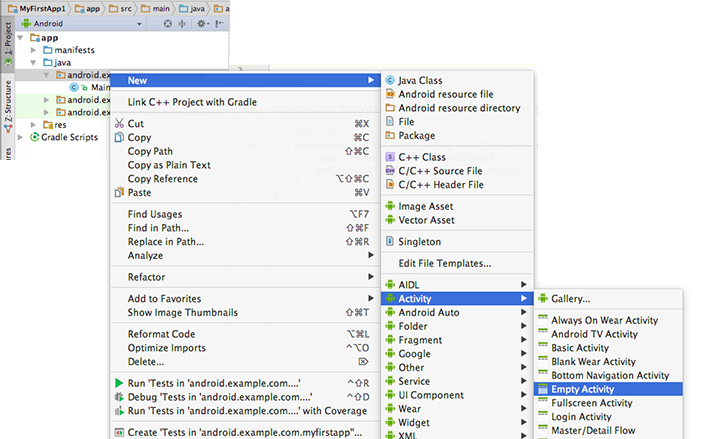 MyFirstApp1 app src main java
Android
app
manifests
java
android.ex
Main
android.ex
android.ex
res
Gradle Scripts
1: Project
7: Structure
New
Link C++ Project with Gradle
Cut ⌘X
Copy ⌘C
Copy Path ⇧⌘C
Copy as Plain Text
Copy Reference ⌥⇧⌘C
Paste ⌘V
Find Usages ⌥F7
Find in Path... ⇧⌘F
Replace in Path... ⇧⌘R
Analyze
Refactor
Add to Favorites
Show Image Thumbnails ⇧⌘T
Reformat Code ⌥⌘L
Optimize Imports ^⌥O
Delete... ⌦
Run 'Tests in 'android.example.com....'' ^⇧R
Debug 'Tests in 'android.example.com....'' ^⇧D
Run 'Tests in 'android.example.com....'' with Coverage
Create 'Tests in 'android.example.com.myfirstapp''...
Java Class
Android resource file
Android resource directory
File
Package
C++ Class
C/C++ Source File
C/C++ Header File
Image Asset
Vector Asset
Singleton
Edit File Templates...
AIDL
Activity
Android Auto
Folder
Fragment
Google
Other
Service
UI Component
Wear
Widget
XML
Gallery...
Always On Wear Activity
Android TV Activity
Basic Activity
Blank Wear Activity
Bottom Navigation Activity
Empty Activity
Fullscreen Activity
Login Activity
Master/Detail Flow